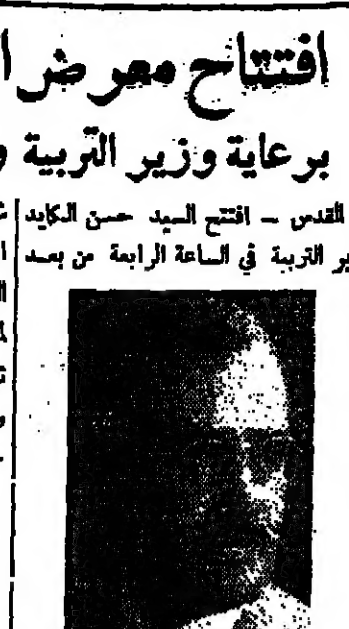 افتتاح معرض ا
برعاية وزير التربية و
القدس – افتتح السيد حسن الكايد
ير التربية في الساعة الرابعة من بعد